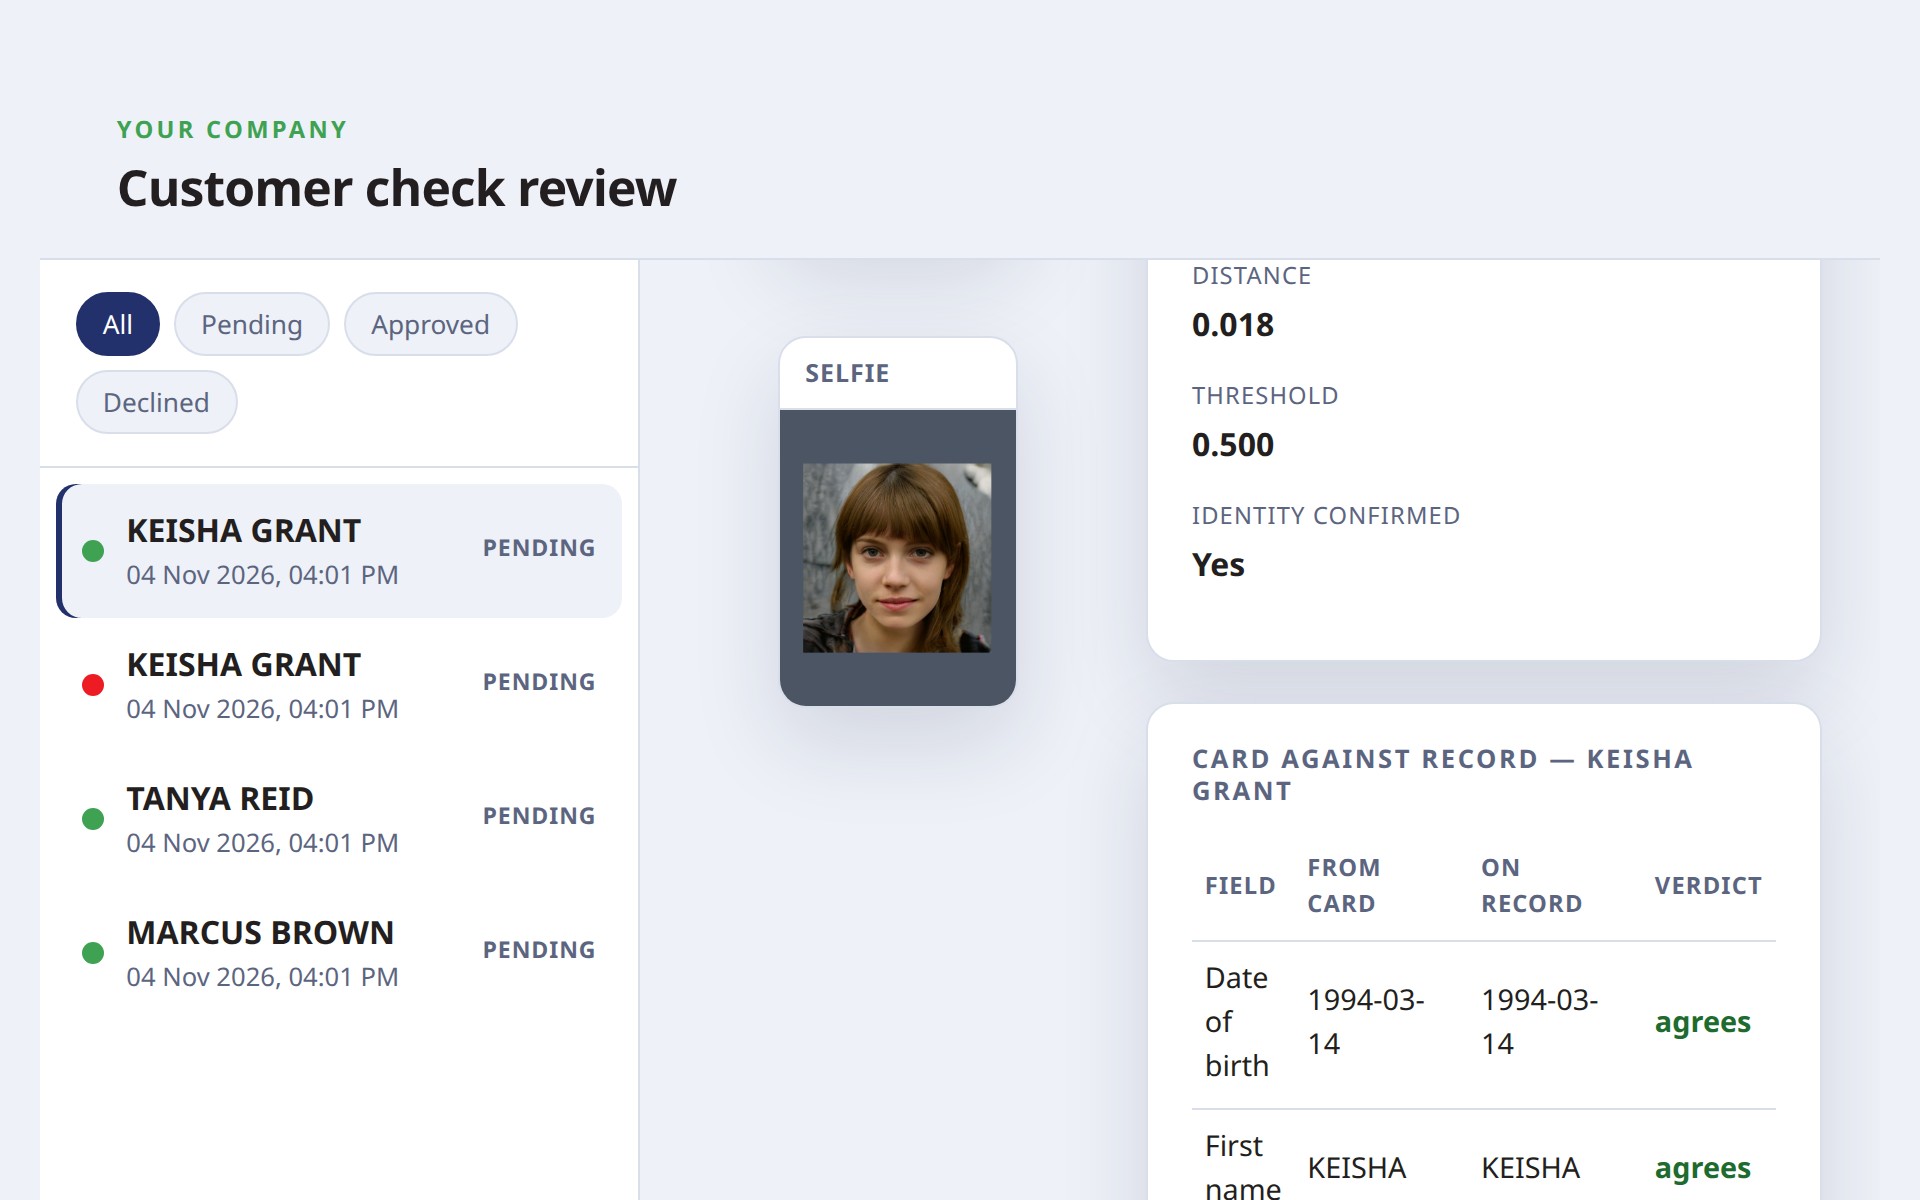 YOUR COMPANY
Customer check review
All
Pending
Approved
Declined
KEISHA GRANT
04 Nov 2026, 04:01 PM
PENDING
KEISHA GRANT
04 Nov 2026, 04:01 PM
PENDING
TANYA REID
04 Nov 2026, 04:01 PM
PENDING
MARCUS BROWN
04 Nov 2026, 04:01 PM
PENDING
SELFIE
DISTANCE
0.018
THRESHOLD
0.500
IDENTITY CONFIRMED
Yes
CARD AGAINST RECORD — KEISHA
GRANT
FIELD
FROM
CARD
ON
RECORD
VERDICT
Date
of
birth
1994-03-
14
1994-03-
14
agrees
First
name
KEISHA
KEISHA
agrees